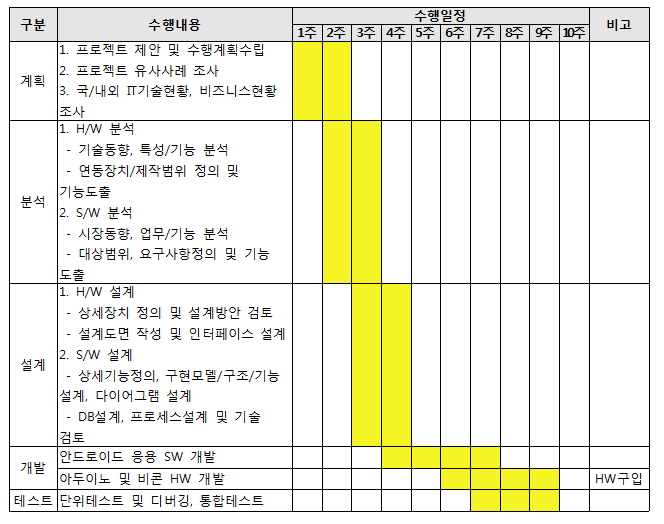 구분 수행내용 수행일정 비고
1주 2주 3주 4주 5주 6주 7주 8주 9주 10주
계획
1. 프로젝트 제안 및 수행계획수립
2. 프로젝트 유사사례 조사
3. 국/내외 IT기술현황, 비즈니스현황
조사
분석
1. H/W 분석
- 기술동향, 특성/기능 분석
- 연동장치/제작범위 정의 및
기능도출
2. S/W 분석
- 시장동향, 업무/기능 분석
- 대상범위, 요구사항정의 및 기능
도출
설계
1. H/W 설계
- 상세장치 정의 및 설계방안 검토
- 설계도면 작성 및 인터페이스 설계
2. S/W 설계
- 상세기능정의, 구현모델/구조/기능
설계, 다이어그램 설계
- DB설계, 프로세스설계 및 기술
검토
개발
안드로이드 응용 SW 개발
아두이노 및 비콘 HW 개발 HW구입
테스트 단위테스트 및 디버깅, 통합테스트